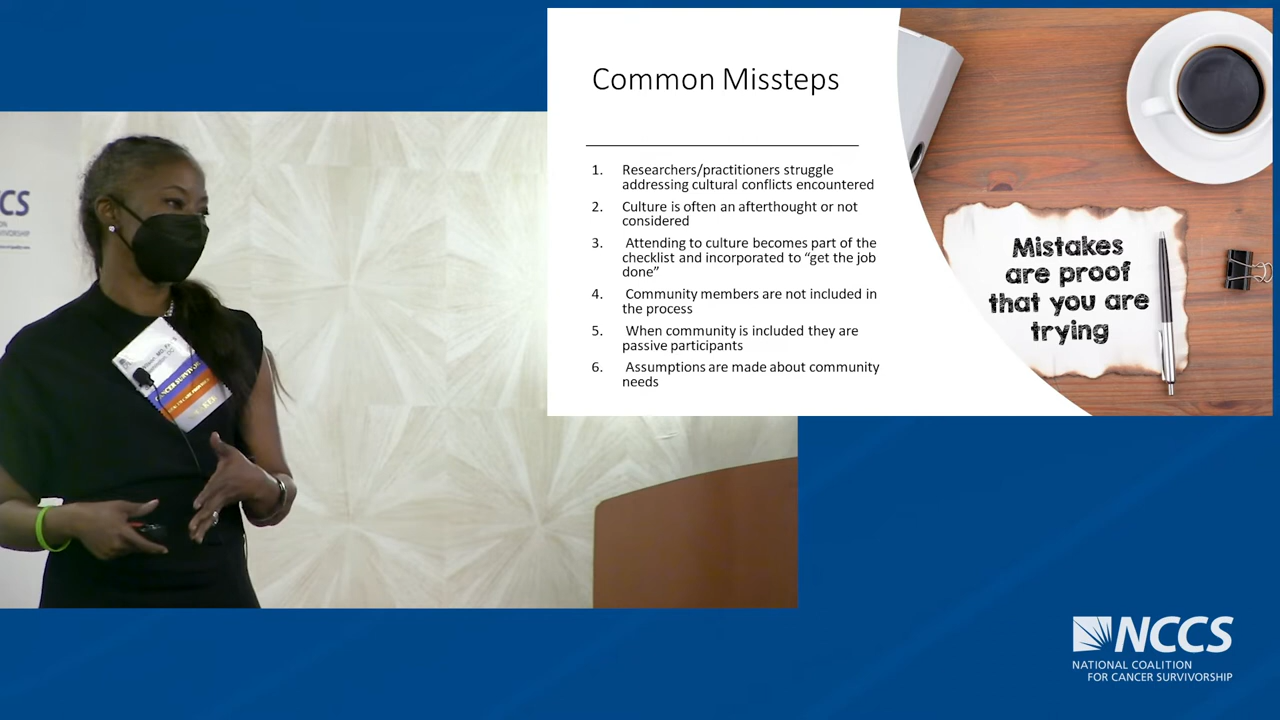 Common Missteps
1. Researchers/practitioners struggle
addressing cultural conflicts encountered
2. Culture is often an afterthought or not
considered
3. Attending to culture becomes part of the
checklist and incorporated to “get the job
done”
4. Community members are not included in
the process
5. When community is included they are
passive participants
6. Assumptions are made about community
needs
Mistakes
are proof
that you are
trying
CS
CANCER SURVIVOR
NCCS
NATIONAL COALITION
FOR CANCER SURVIVORSHIP